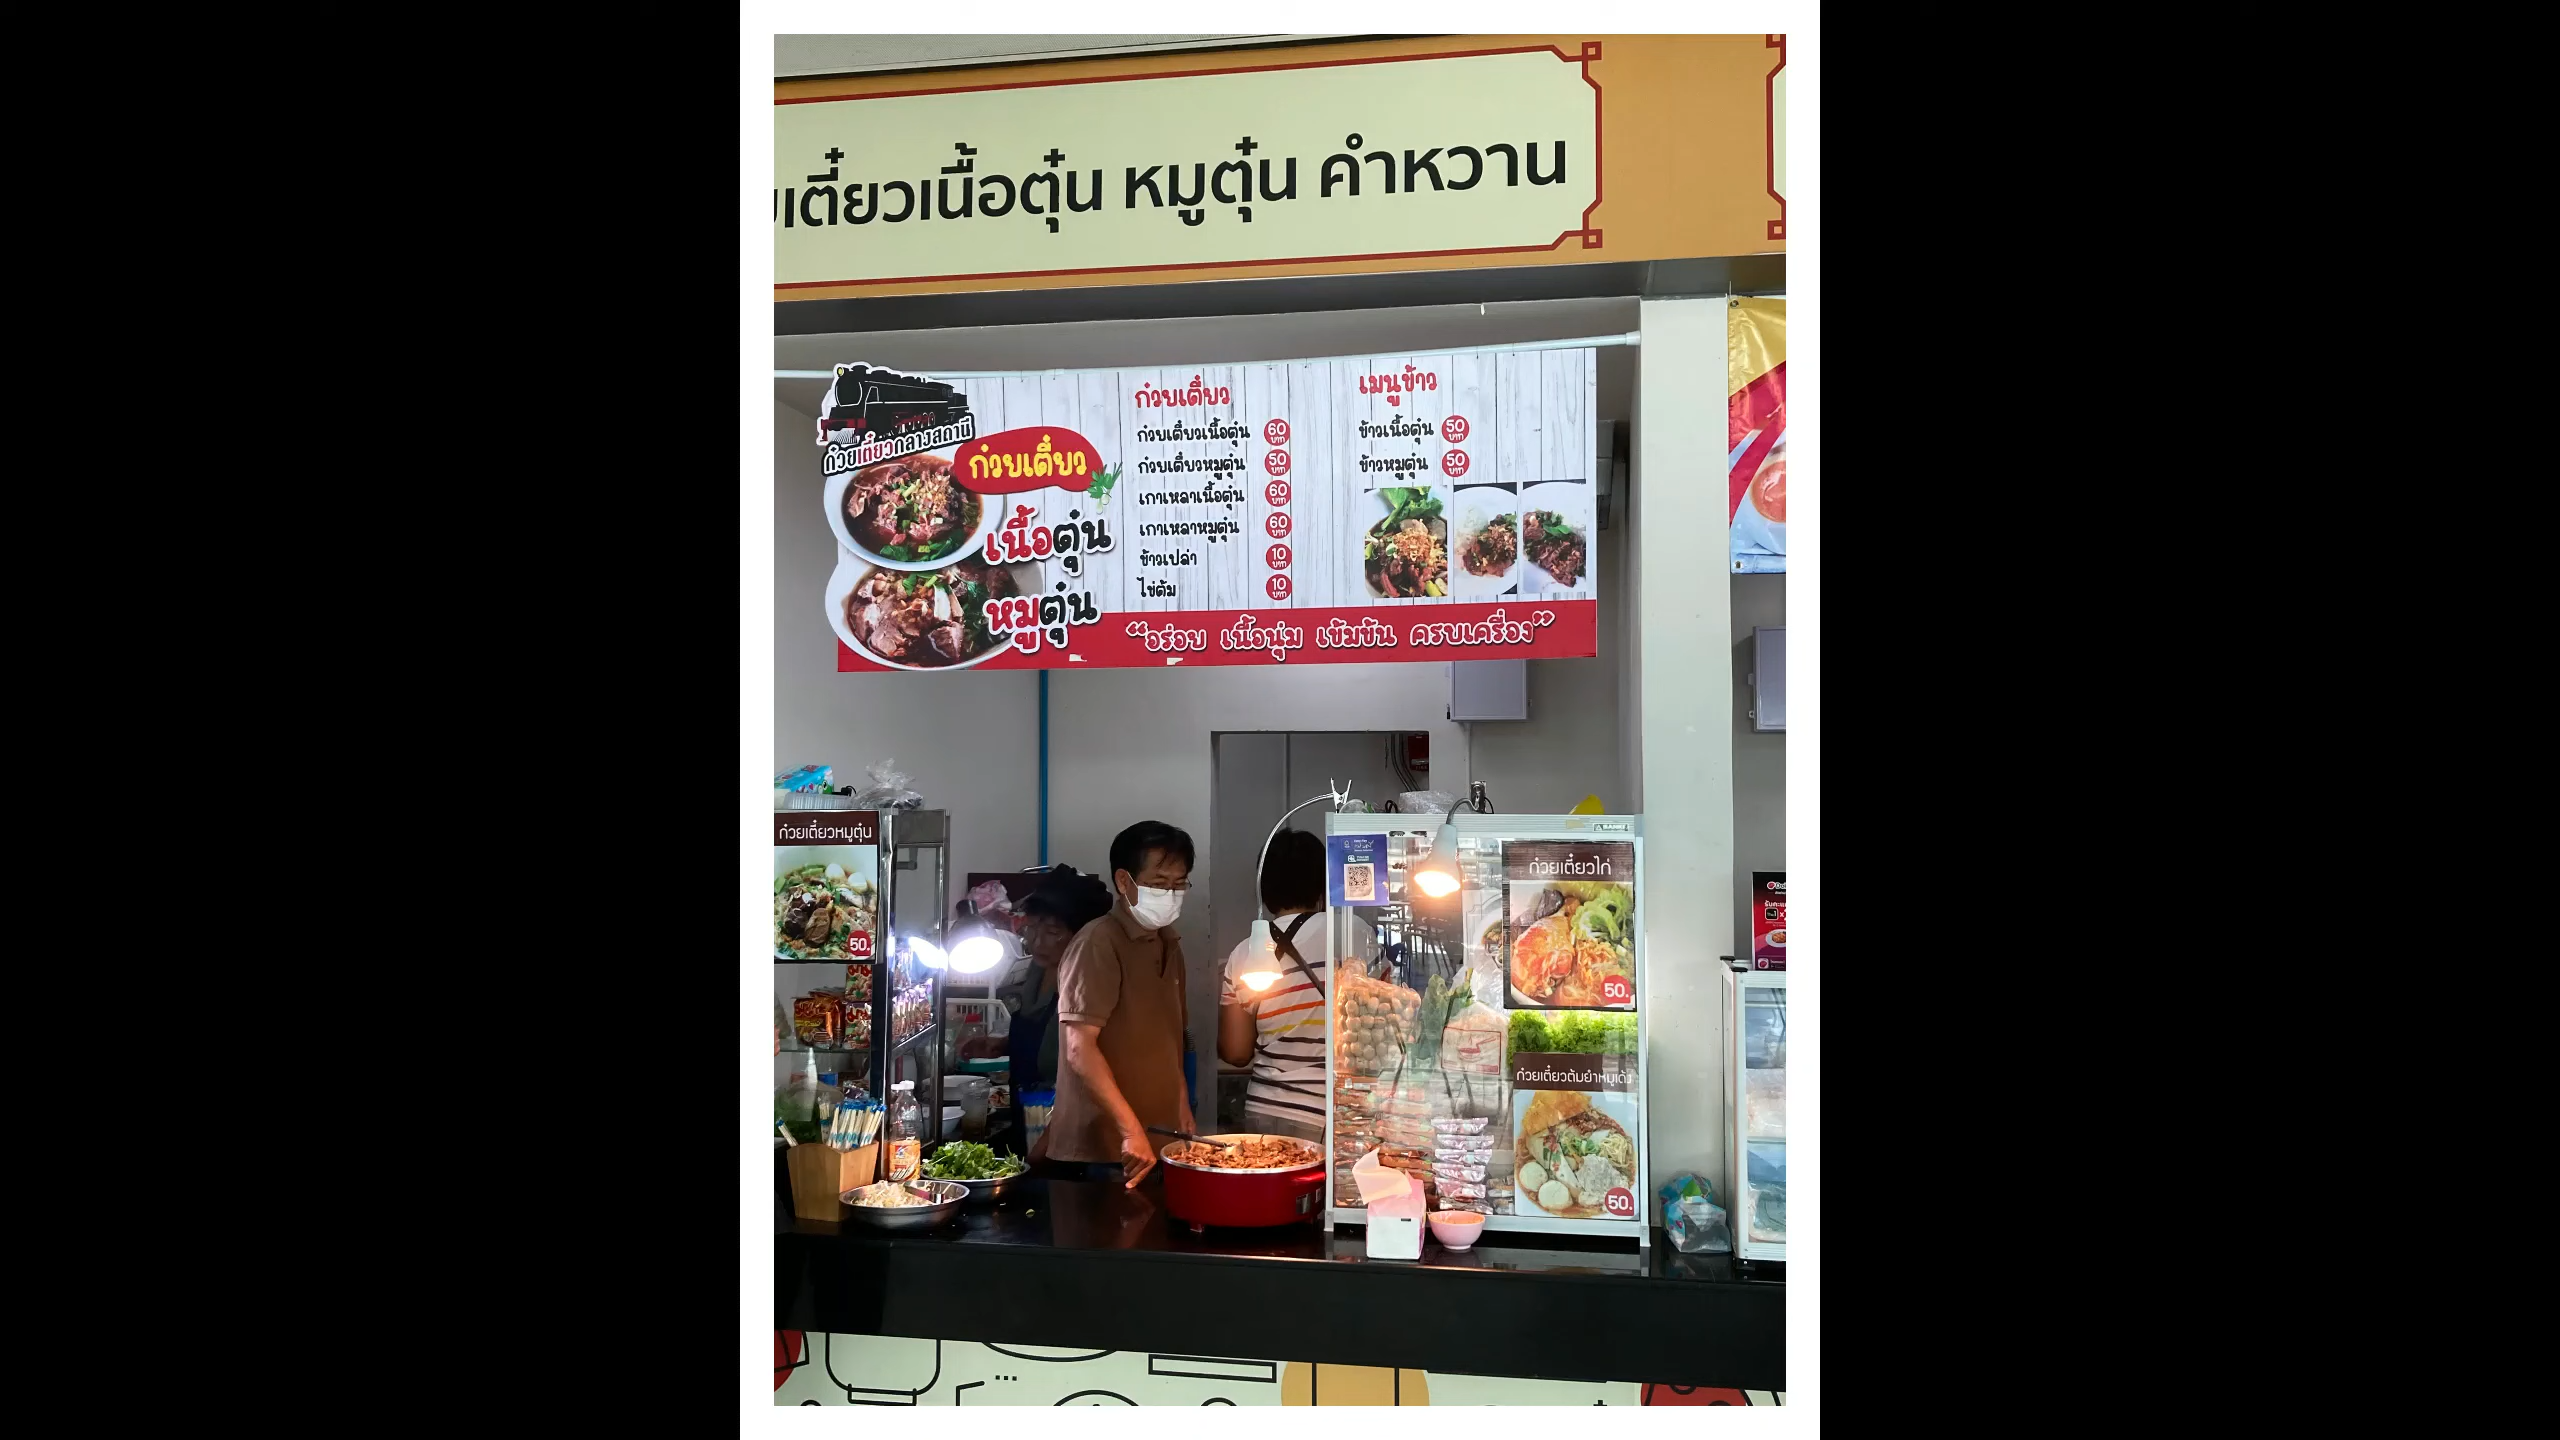 ยเตี๋ยวเนื้อตุ๋น หมูตุ๋น คำหวาน
ก๋วยเตี๋ยวกลางสถานี
ก๋วยเตี๋ยว
เนื้อตุ๋น
หมูตุ๋น
ก๋วยเตี๋ยว
ก๋วยเตี๋ยวเนื้อตุ๋น 60 บาท
ก๋วยเตี๋ยวหมูตุ๋น 50 บาท
เกาเหลาเนื้อตุ๋น 60 บาท
เกาเหลาหมูตุ๋น 60 บาท
ข้าวเปล่า 10 บาท
ไข่ต้ม 10 บาท
เมนูข้าว
ข้าวเนื้อตุ๋น 50 บาท
ข้าวหมูตุ๋น 50 บาท
“อร่อย เนื้อนุ่ม เข้มข้น ครบเครื่อง”
ก๋วยเตี๋ยวหมูตุ๋น
50.
ก๋วยเตี๋ยวไก่
50.
ก๋วยเตี๋ยวต้มยำหมูเด้ง
50.